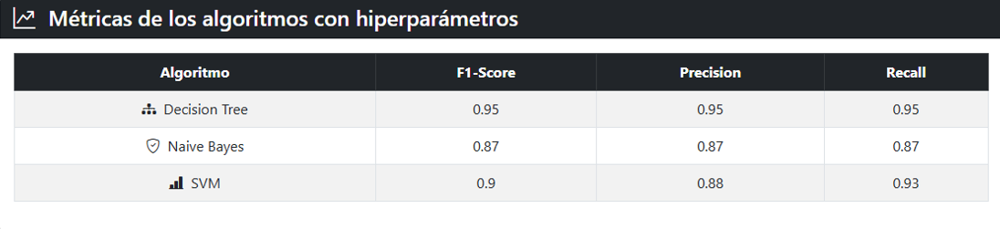 Métricas de los algoritmos con hiperparámetros
Algoritmo F1-Score Precision Recall
Decision Tree 0.95 0.95 0.95
Naive Bayes 0.87 0.87 0.87
SVM 0.9 0.88 0.93